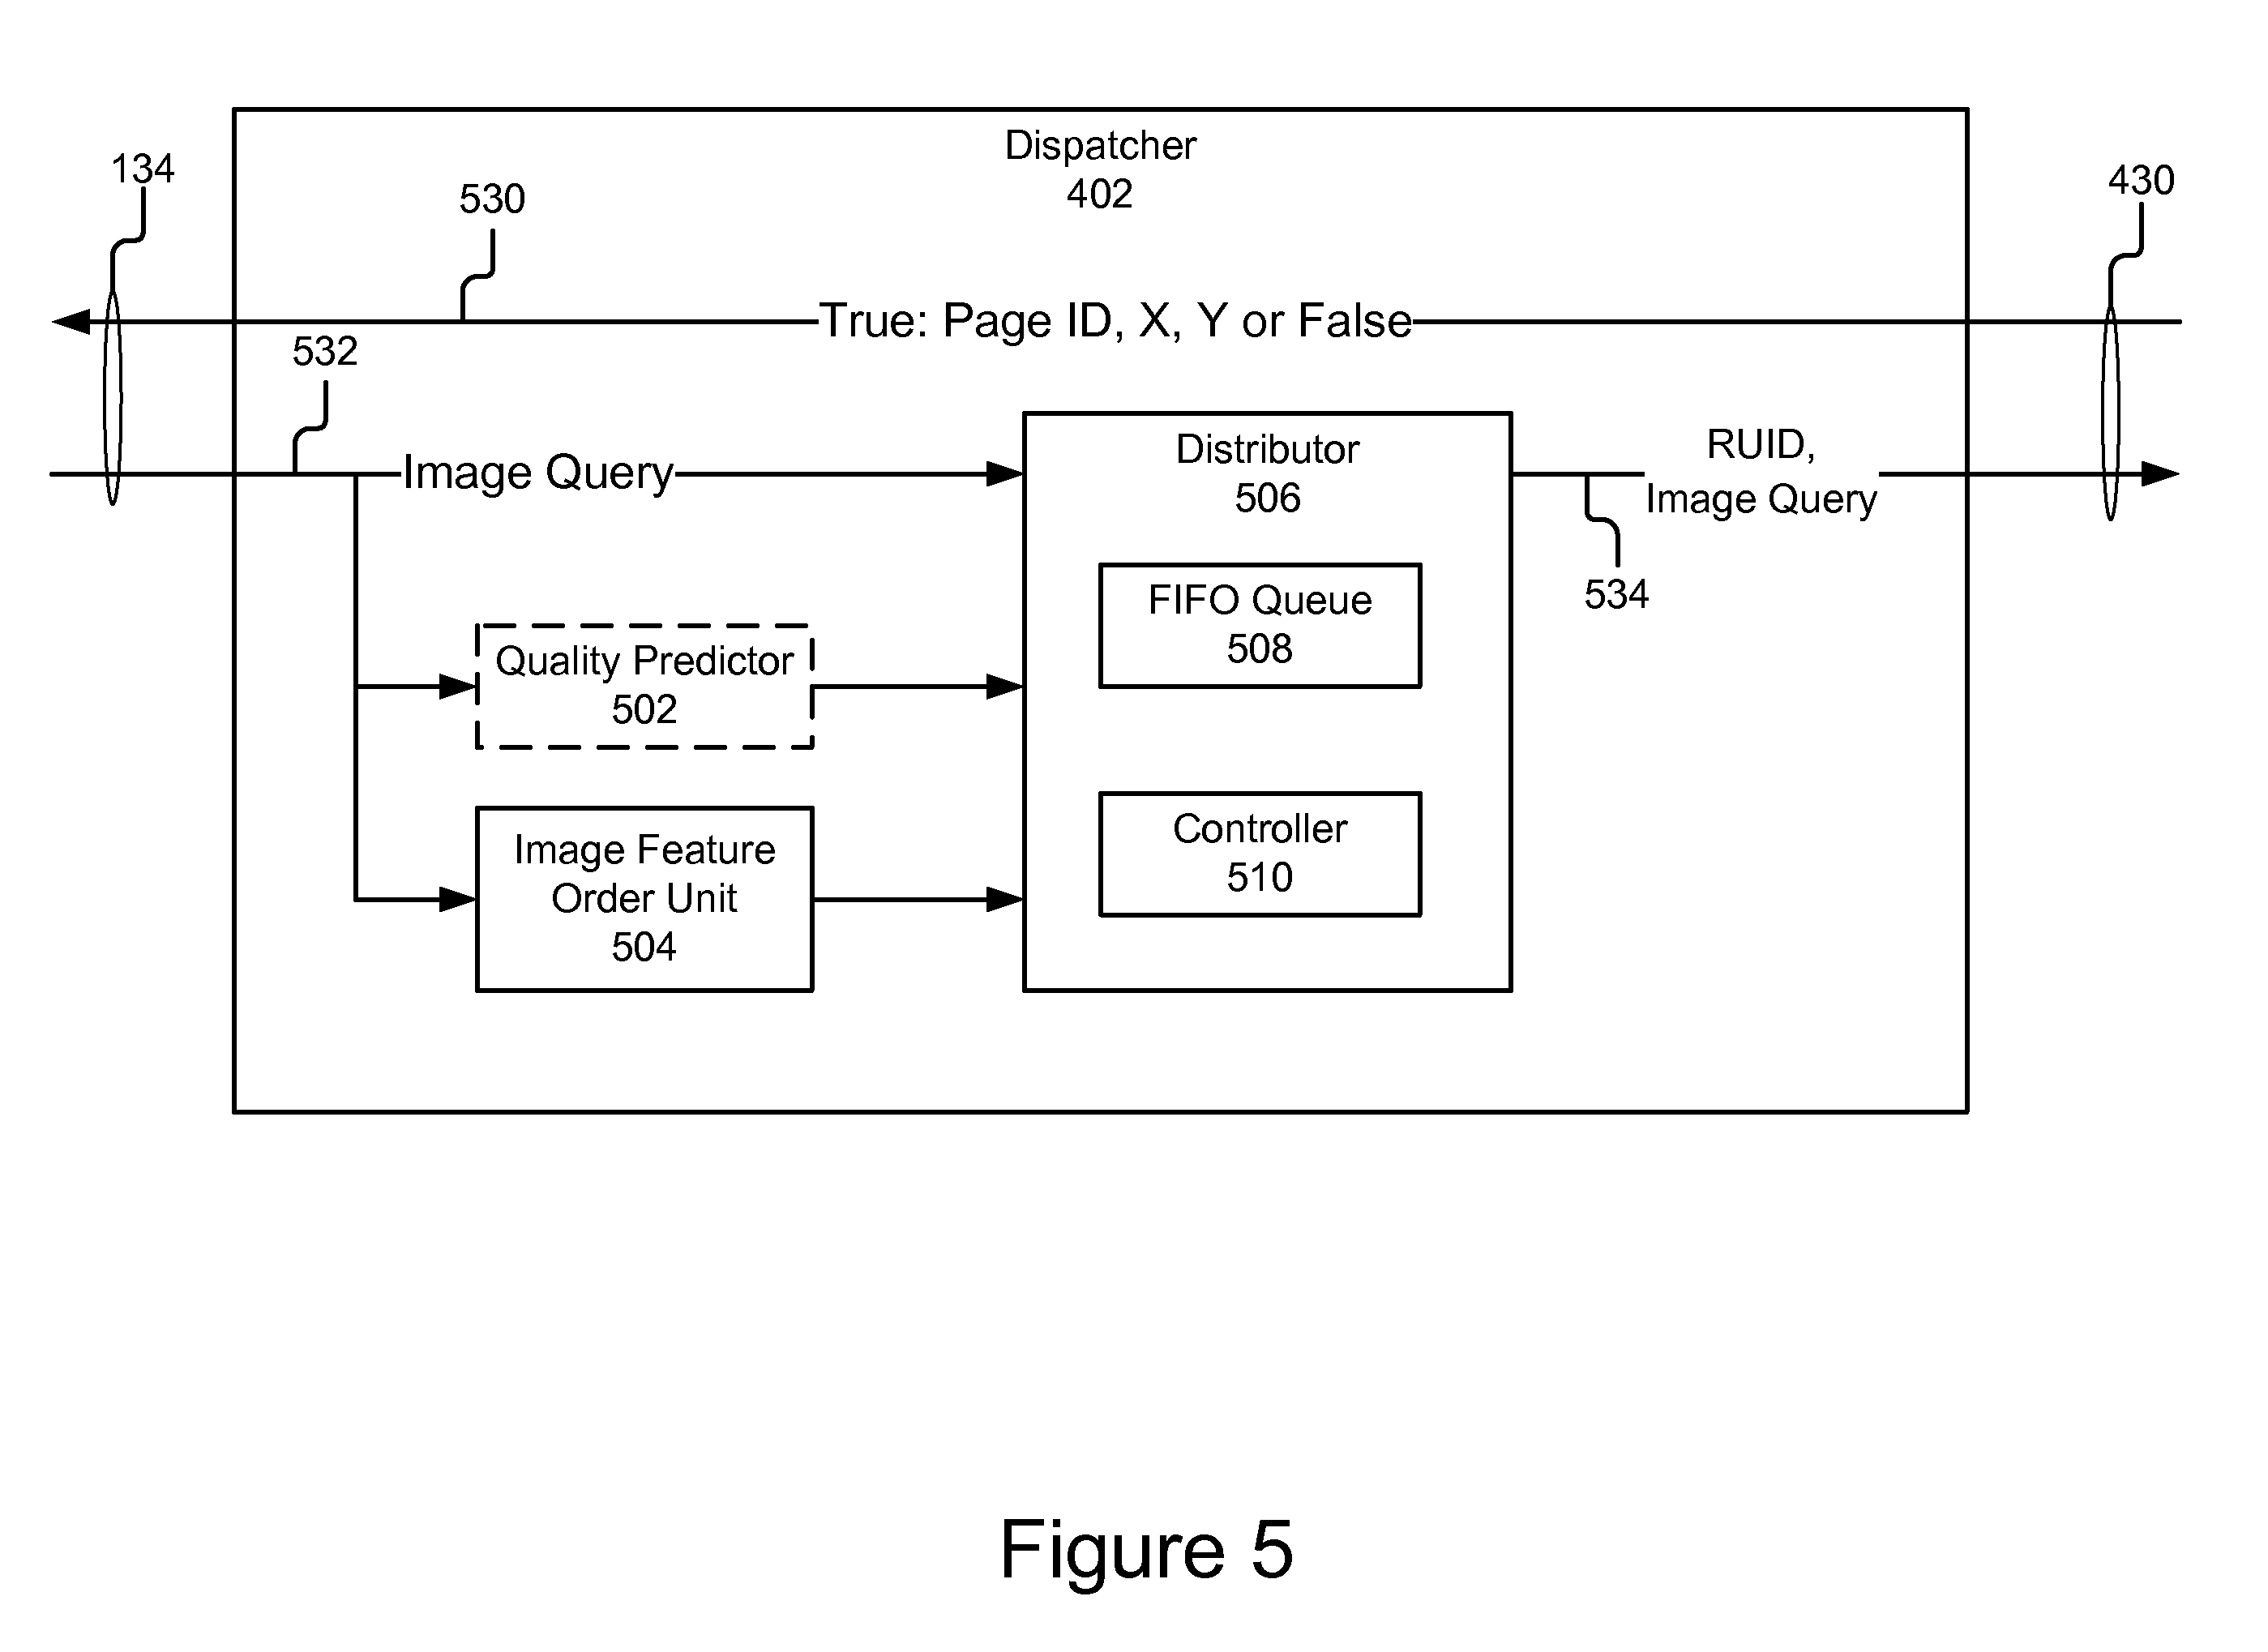 Dispatcher
402
134
530
430
True: Page ID, X, Y or False
532
Image Query
Distributor
506
RUID,
Image Query
534
FIFO Queue
508
Quality Predictor
502
Controller
510
Image Feature
Order Unit
504
Figure 5